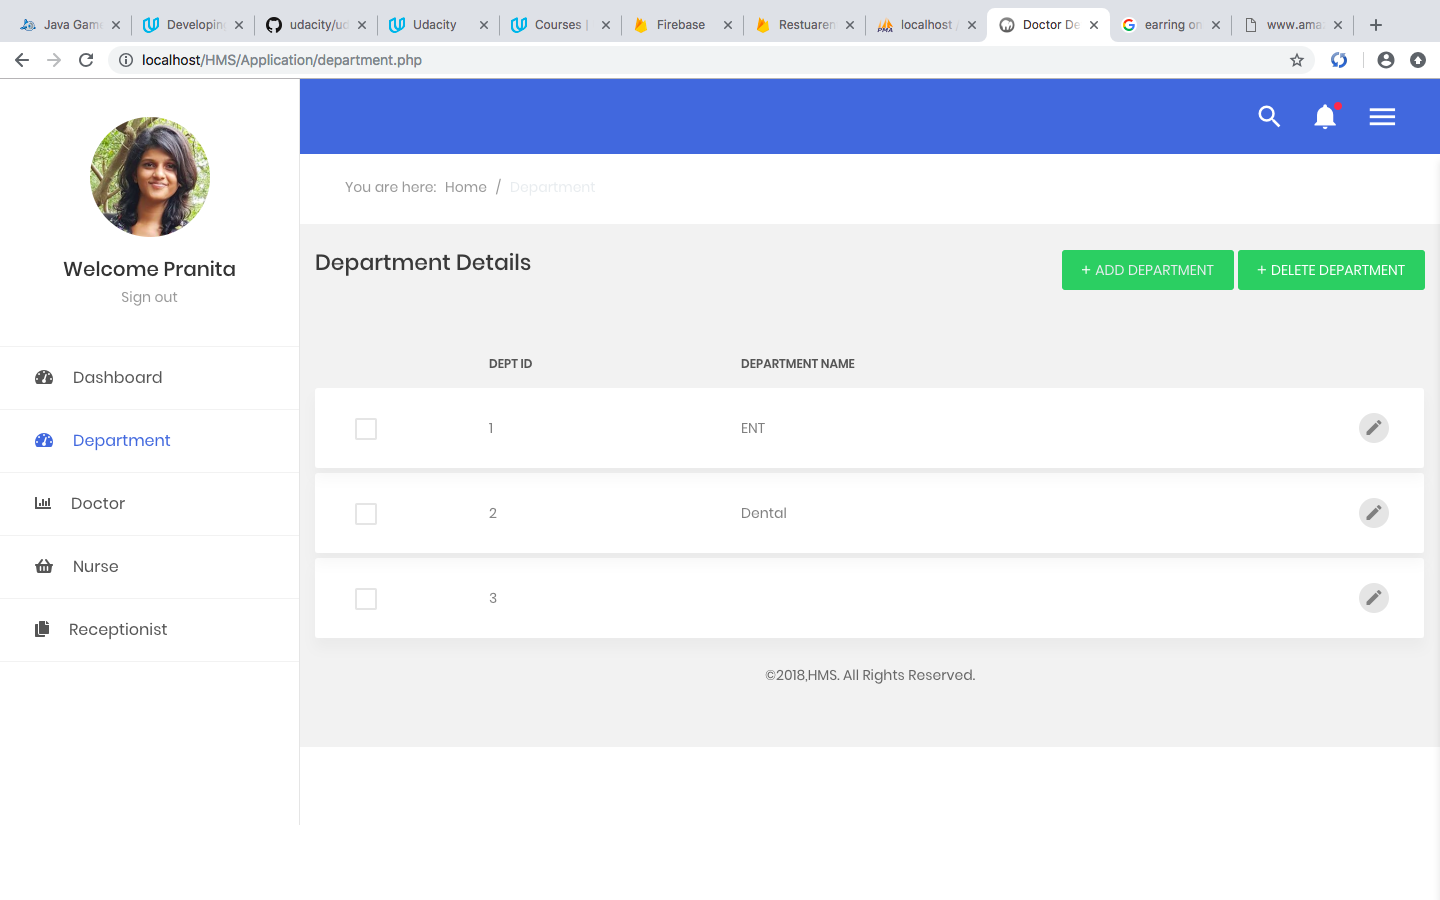 Java Game
Developing
udacity/ud
Udacity
Courses |
Firebase
Restuaren
localhost /
Doctor De
earring on
www.ama
localhost/HMS/Application/department.php
You are here: Home / Department
Welcome Pranita
Sign out
Dashboard
Department
Doctor
Nurse
Receptionist
Department Details
+ ADD DEPARTMENT
+ DELETE DEPARTMENT
DEPT ID DEPARTMENT NAME
1 ENT
2 Dental
3
©2018,HMS. All Rights Reserved.